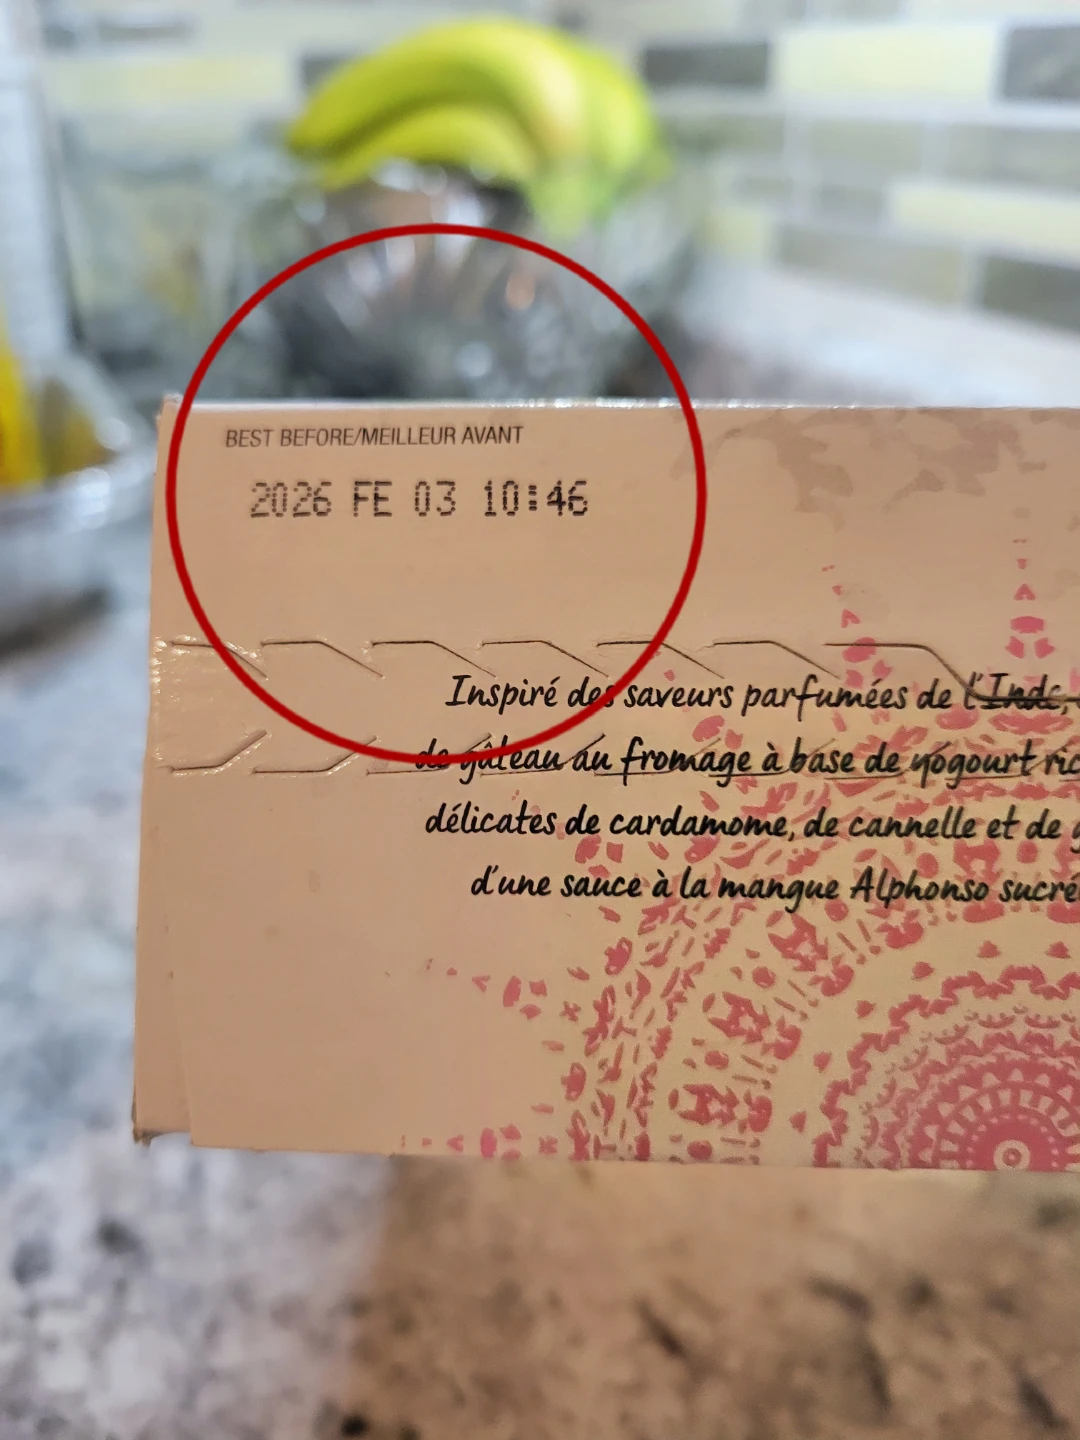 BEST BEFORE/MEILLEUR AVANT
2026 FE 03 10:46
Inspiré des saveurs parfumées de l'Inde,
de gâteau au fromage à base de yogourt
délicates de cardamome, de cannelle et de
d'une sauce à la mangue Alphonso